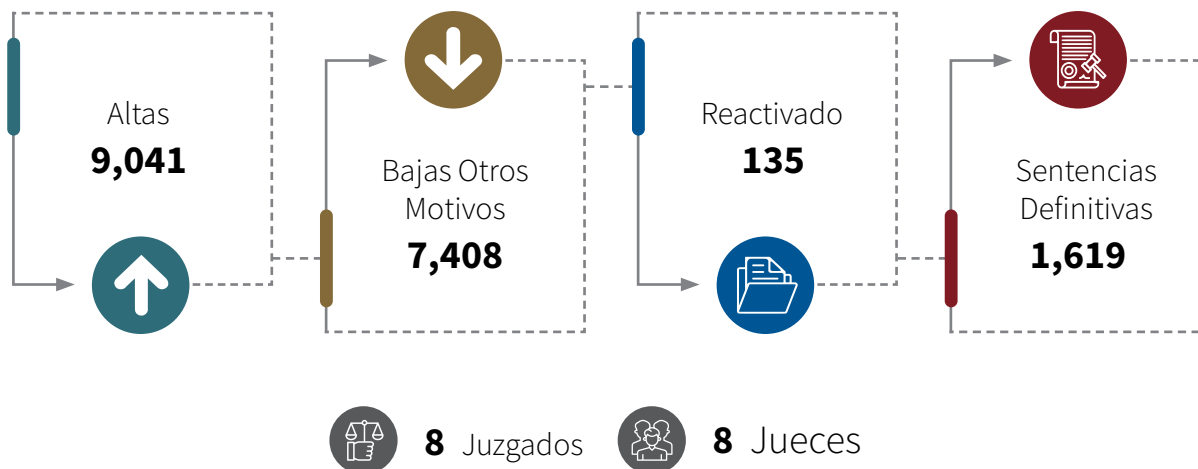 Altas
9,041
Bajas Otros
Motivos
7,408
Reactivado
135
Sentencias
Definitivas
1,619
8 Juzgados
8 Jueces